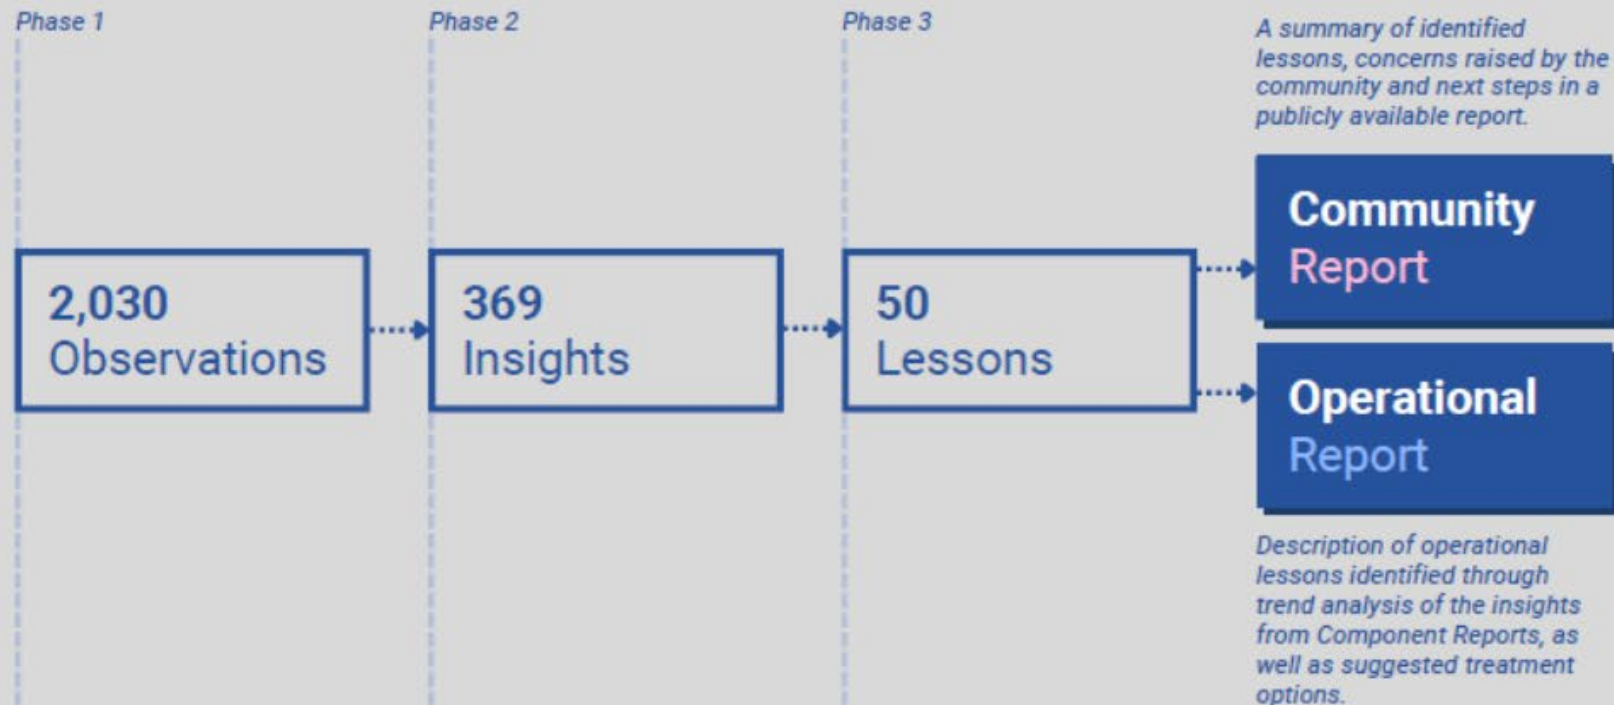 Phase 1
2,030
Observations
Phase 2
369
Insights
Phase 3
50
Lessons
A summary of identified
lessons, concerns raised by the
community and next steps in a
publicly available report.
Community
Report
Operational
Report
Description of operational
lessons identified through
trend analysis of the insights
from Component Reports, as
well as suggested treatment
options.